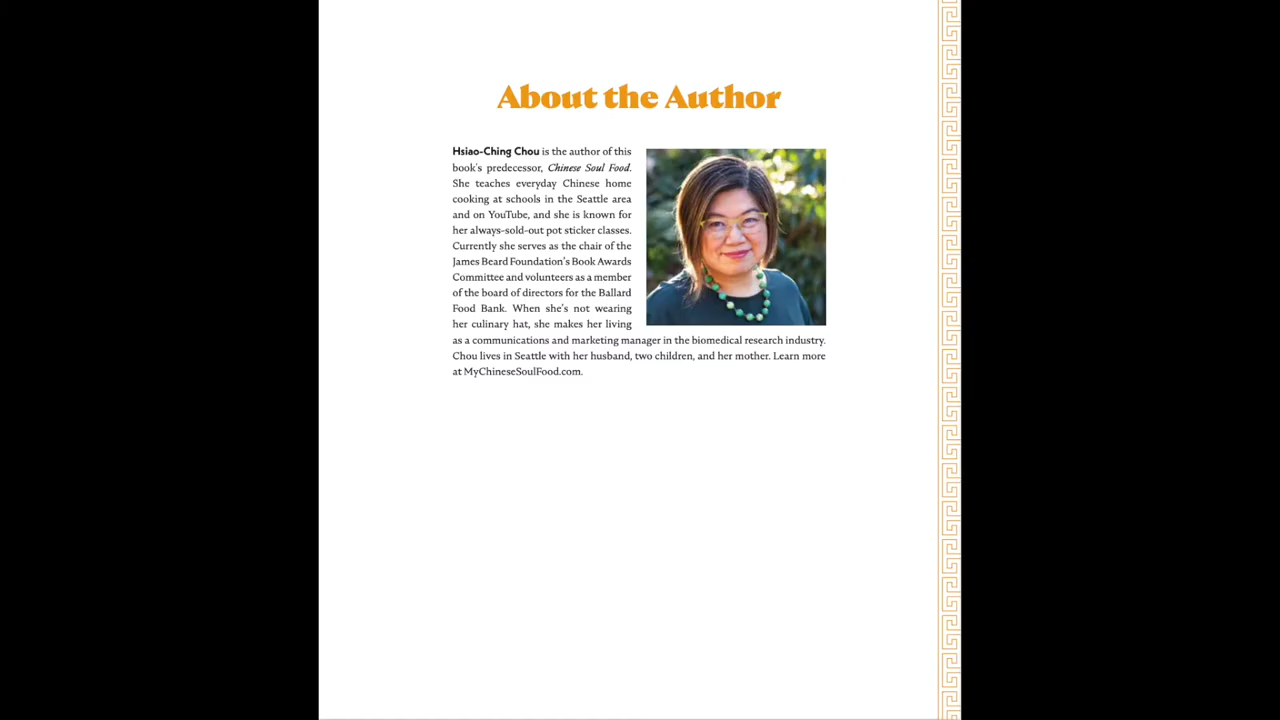 About the Author
Hsiao-Ching Chou is the author of this
book's predecessor, Chinese Soul Food.
She teaches everyday Chinese home
cooking at schools in the Seattle area
and on YouTube, and she is known for
her always-sold-out pot sticker classes.
Currently she serves as the chair of the
James Beard Foundation's Book Awards
Committee and volunteers as a member
of the board of directors for the Ballard
Food Bank. When she's not wearing
her culinary hat, she makes her living
as a communications and marketing manager in the biomedical research industry.
Chou lives in Seattle with her husband, two children, and her mother. Learn more
at MyChineseSoulFood.com.